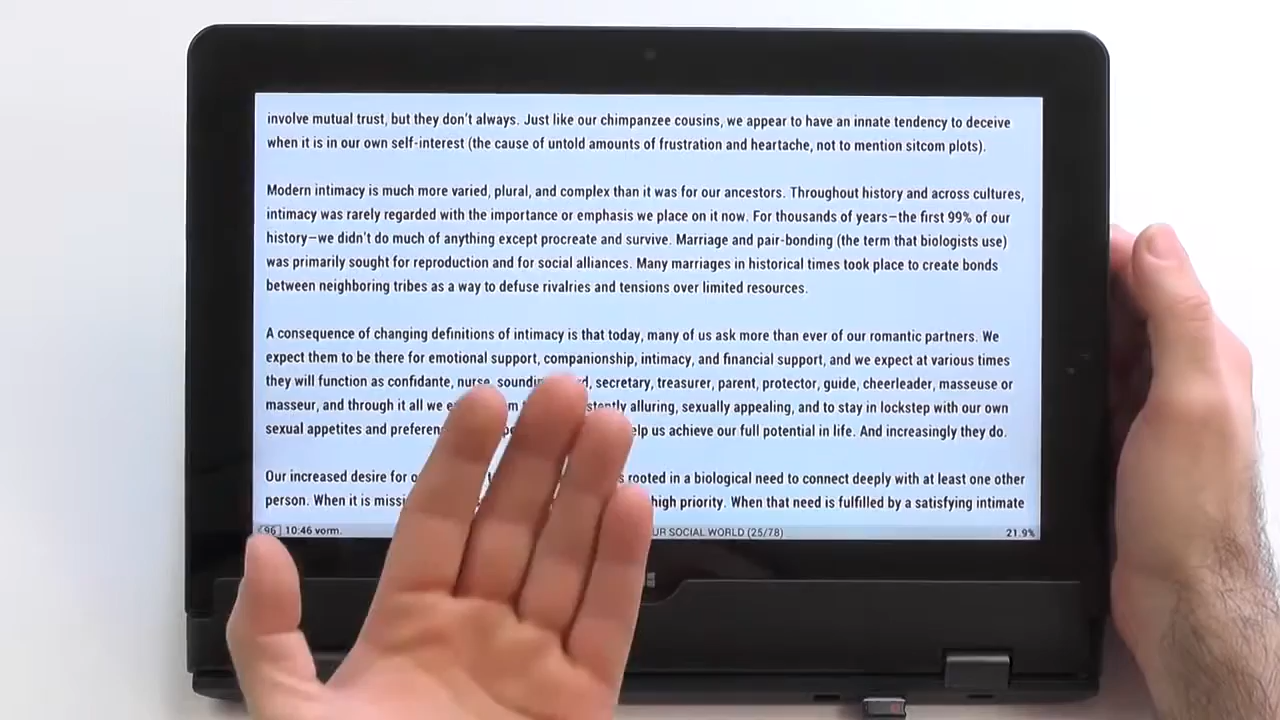 involve mutual trust, but they don't always. Just like our chimpanzee cousins, we appear to have an innate tendency to deceive
when it is in our own self-interest (the cause of untold amounts of frustration and heartache, not to mention sitcom plots).
Modern intimacy is much more varied, plural, and complex than it was for our ancestors. Throughout history and across cultures,
intimacy was rarely regarded with the importance or emphasis we place on it now. For thousands of years—the first 99% of our
history—we didn't do much of anything except procreate and survive. Marriage and pair-bonding (the term that biologists use)
was primarily sought for reproduction and for social alliances. Many marriages in historical times took place to create bonds
between neighboring tribes as a way to defuse rivalries and tensions over limited resources.
A consequence of changing definitions of intimacy is that today, many of us ask more than ever of our romantic partners. We
expect them to be there for emotional support, companionship, intimacy, and financial support, and we expect at various times
they will function as confidante, nurse, secretary, treasurer, parent, protector, guide, cheerleader, masseuse or
masseur, and through it all we alluring, sexually appealing, and to stay in lockstep with our own
sexual appetites and us achieve our full potential in life. And increasingly they do.
Our increased desire for rooted in a biological need to connect deeply with at least one other
person. When it is high priority. When that need is fulfilled by a satisfying intimate
96 10:46 vorm. SOCIAL WORLD (25/78) 21.9%